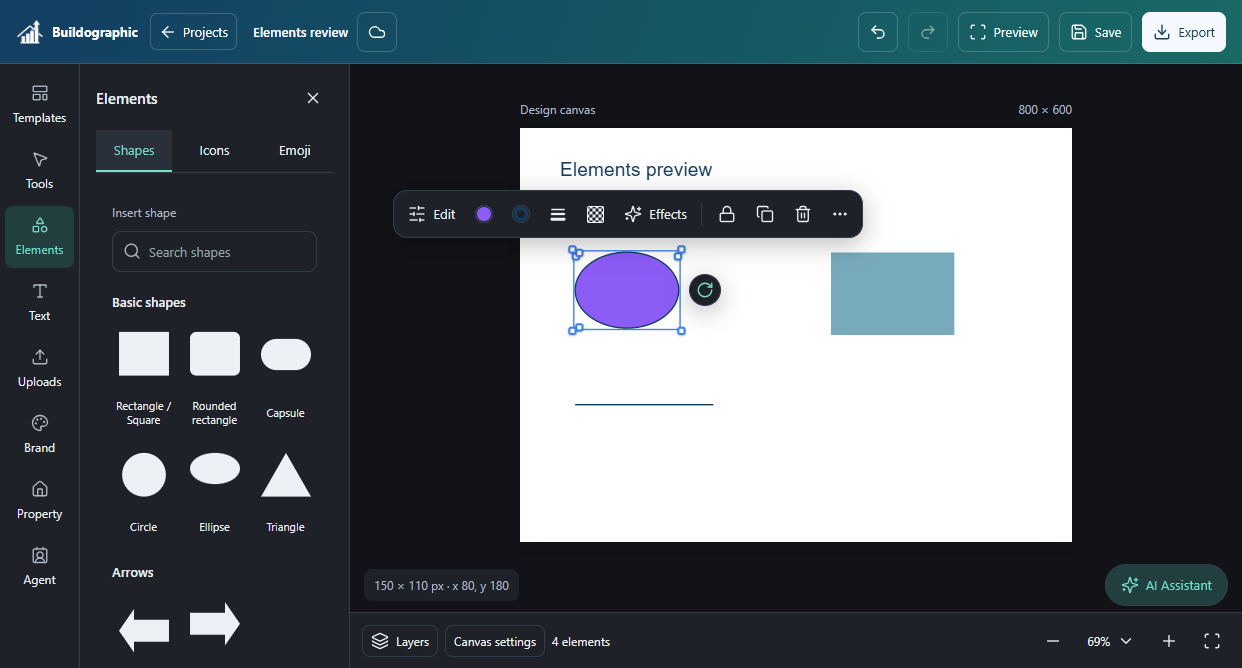 Buildographic
Projects
Elements review
Preview
Save
Export
Templates
Tools
Elements
Text
Uploads
Brand
Property
Agent
Elements
Shapes
Icons
Emoji
Insert shape
Search shapes
Basic shapes
Rectangle /
Square
Rounded
rectangle
Capsule
Circle
Ellipse
Triangle
Arrows
Design canvas
800 × 600
Elements preview
Edit
Effects
150 × 110 px · x 80, y 180
AI Assistant
Layers
Canvas settings
4 elements
69%